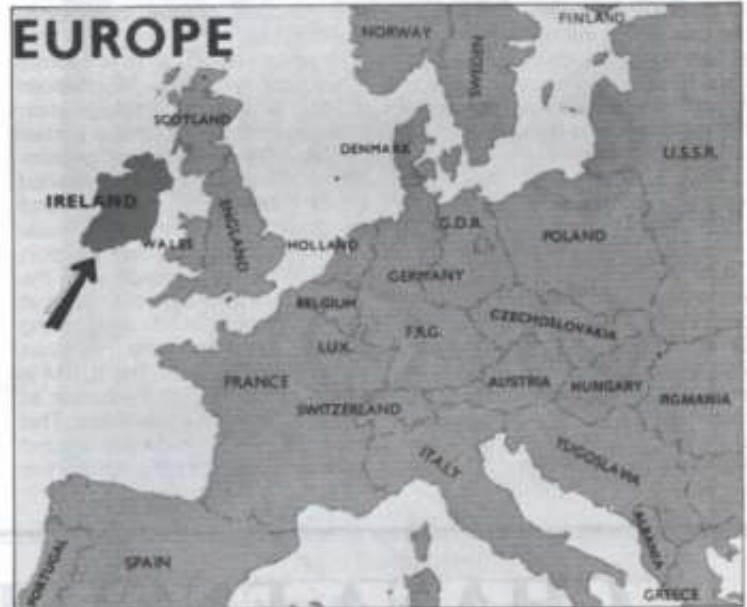 EUROPE
FINLAND
NORWAY
SWEDEN
SCOTLAND
DENMARK
U.S.S.R.
IRELAND
ENGLAND
WALES
HOLLAND
G.D.R.
POLAND
GERMANY
BELGIUM
CZECHOSLOVAKIA
F.R.G.
LUX.
FRANCE
AUSTRIA
HUNGARY
ROMANIA
SWITZERLAND
ITALY
YUGOSLAVIA
ALBANIA
PORTUGAL
SPAIN
GREECE